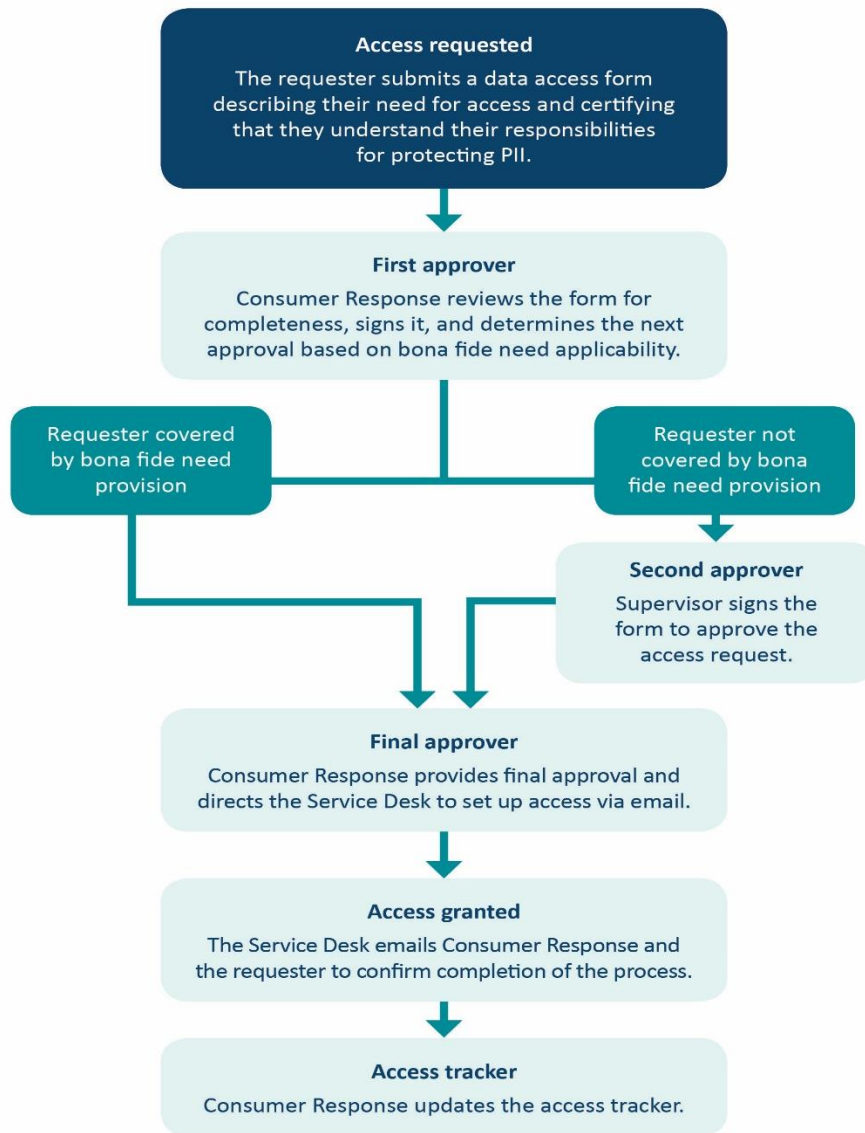 Access requested
The requester submits a data access form
describing their need for access and certifying
that they understand their responsibilities
for protecting PII.
First approver
Consumer Response reviews the form for
completeness, signs it, and determines the next
approval based on bona fide need applicability.
Requester covered
by bona fide need
provision
Requester not
covered by bona
fide need provision
Second approver
Supervisor signs the
form to approve the
access request.
Final approver
Consumer Response provides final approval and
directs the Service Desk to set up access via email.
Access granted
The Service Desk emails Consumer Response and
the requester to confirm completion of the process.
Access tracker
Consumer Response updates the access tracker.